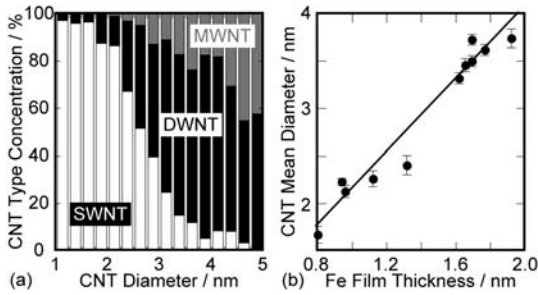 CNT Type Concentration / %
100
80
60
40
20
0
MWNT
DWNT
SWNT
1
2
3
4
5
(a)
CNT Diameter / nm
CNT Mean Diameter / nm
4
3
2
0.8
1.2
1.6
2.0
(b)
Fe Film Thickness / nm